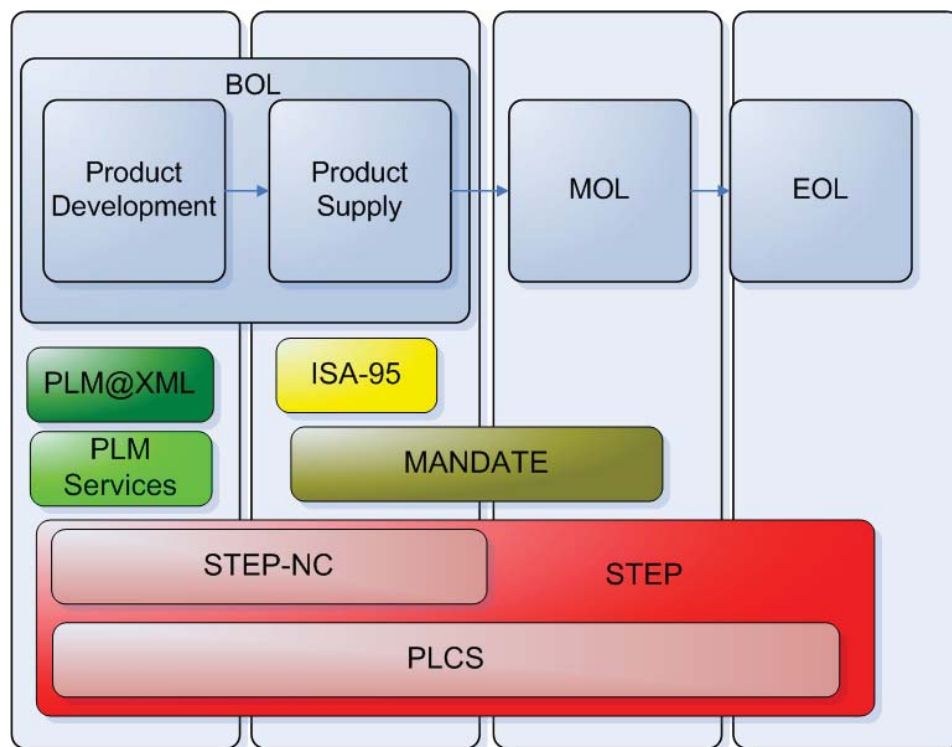 BOL
Product
Development
Product
Supply
MOL
EOL
PLM@XML
ISA-95
PLM
Services
MANDATE
STEP-NC
STEP
PLCS